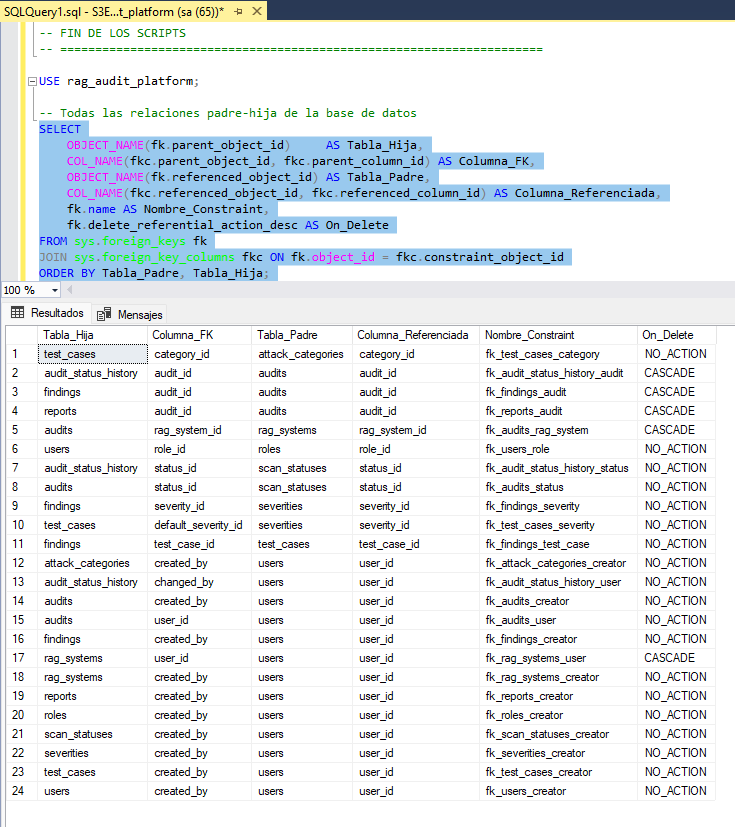 SQLQuery1.sql - S3E...t_platform (sa (65))*
-- FIN DE LOS SCRIPTS
-- =====================================================================
USE rag_audit_platform;
-- Todas las relaciones padre-hija de la base de datos
SELECT
OBJECT_NAME(fk.parent_object_id) AS Tabla_Hija,
COL_NAME(fkc.parent_object_id, fkc.parent_column_id) AS Columna_FK,
OBJECT_NAME(fk.referenced_object_id) AS Tabla_Padre,
COL_NAME(fkc.referenced_object_id, fkc.referenced_column_id) AS Columna_Referenciada,
fk.name AS Nombre_Constraint,
fk.delete_referential_action_desc AS On_Delete
FROM sys.foreign_keys fk
JOIN sys.foreign_key_columns fkc ON fk.object_id = fkc.constraint_object_id
ORDER BY Tabla_Padre, Tabla_Hija;
100 %
Resultados Mensajes
Tabla_Hija Columna_FK Tabla_Padre Columna_Referenciada Nombre_Constraint On_Delete
1 test_cases category_id attack_categories category_id fk_test_cases_category NO_ACTION
2 audit_status_history audit_id audits audit_id fk_audit_status_history_audit CASCADE
3 findings audit_id audits audit_id fk_findings_audit CASCADE
4 reports audit_id audits audit_id fk_reports_audit CASCADE
5 audits rag_system_id rag_systems rag_system_id fk_audits_rag_system CASCADE
6 users role_id roles role_id fk_users_role NO_ACTION
7 audit_status_history status_id scan_statuses status_id fk_audit_status_history_status NO_ACTION
8 audits status_id scan_statuses status_id fk_audits_status NO_ACTION
9 findings severity_id severities severity_id fk_findings_severity NO_ACTION
10 test_cases default_severity_id severities severity_id fk_test_cases_severity NO_ACTION
11 findings test_case_id test_cases test_case_id fk_findings_test_case NO_ACTION
12 attack_categories created_by users user_id fk_attack_categories_creator NO_ACTION
13 audit_status_history changed_by users user_id fk_audit_status_history_user NO_ACTION
14 audits created_by users user_id fk_audits_creator NO_ACTION
15 audits user_id users user_id fk_audits_user NO_ACTION
16 findings created_by users user_id fk_findings_creator NO_ACTION
17 rag_systems user_id users user_id fk_rag_systems_user CASCADE
18 rag_systems created_by users user_id fk_rag_systems_creator NO_ACTION
19 reports created_by users user_id fk_reports_creator NO_ACTION
20 roles created_by users user_id fk_roles_creator NO_ACTION
21 scan_statuses created_by users user_id fk_scan_statuses_creator NO_ACTION
22 severities created_by users user_id fk_severities_creator NO_ACTION
23 test_cases created_by users user_id fk_test_cases_creator NO_ACTION
24 users created_by users user_id fk_users_creator NO_ACTION